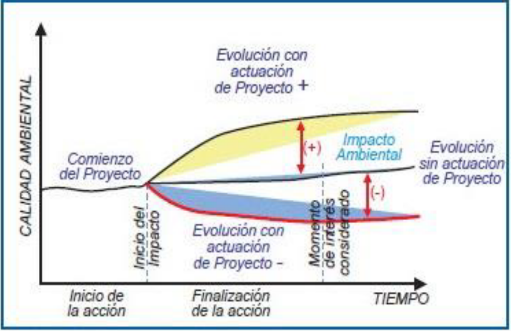 CALIDAD AMBIENTAL
Evolución con
actuación
de Proyecto +
Comienzo
del Proyecto
(+)
Impacto
Ambiental
Evolución
sin actuación
de Proyecto
(-)
Inicio del
Impacto
Evolución con
actuación
de Proyecto –
Momento
de interés
considerado
Inicio de
la acción
Finalización
de la acción
TIEMPO